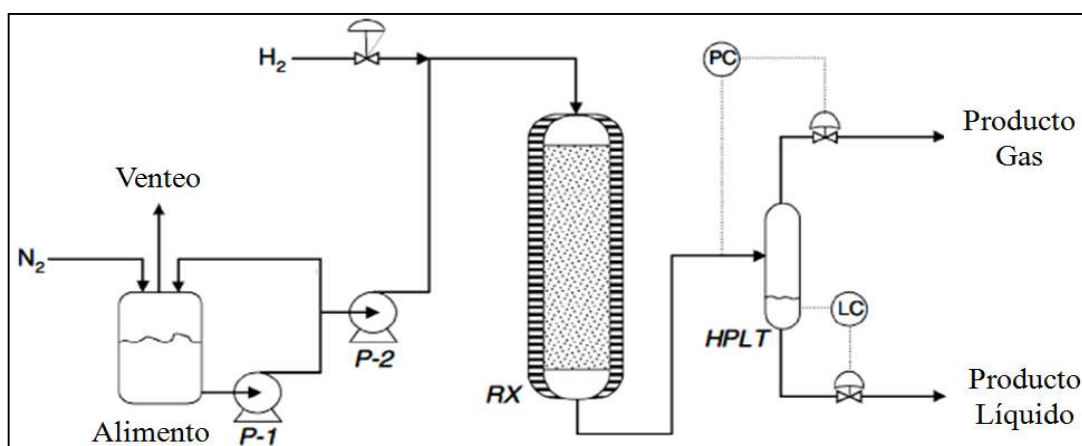 H2
PC
Producto
Gas
Venteo
N2
P-2
RX
HPLT
LC
Alimento
P-1
Producto
Líquido